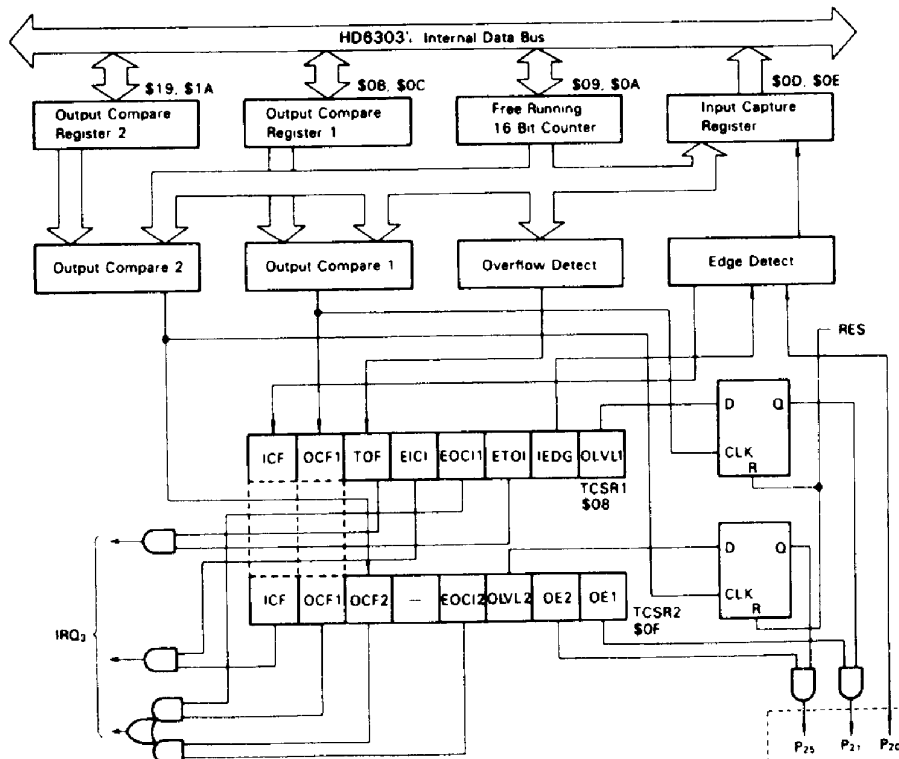 HD6303', Internal Data Bus
$19, $1A
$0B, $0C
$09, $0A
$0D, $0E
Output Compare
Register 2
Output Compare
Register 1
Free Running
16 Bit Counter
Input Capture
Register
Output Compare 2
Output Compare 1
Overflow Detect
Edge Detect
RES
D Q
CLK
R
ICF OCF1 TOF EICI EOCI1 ETOI IEDG OLVL1
TCSR1
$08
D Q
CLK
R
ICF OCF1 OCF2 — EOCI2 OLVL2 OE2 OE1
TCSR2
$0F
IRQ₃
P₂₅ P₂₁ P₂₀